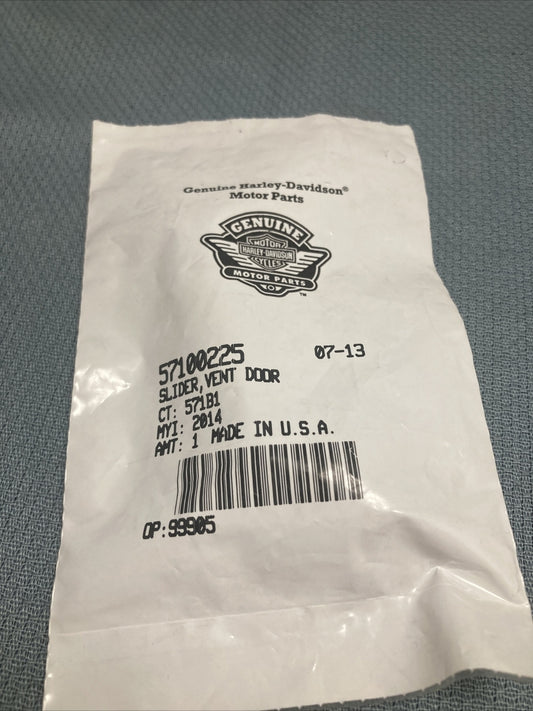 Genuine Harley-Davidson®
Motor Parts
GENUINE
MOTOR
HARLEY-DAVIDSON
CYCLES
MOTOR PARTS
TM
57100225 07-13
SLIDER,VENT DOOR
CT: 571B1
MYI: 2014
AMT: 1 MADE IN U.S.A.
OP:99905